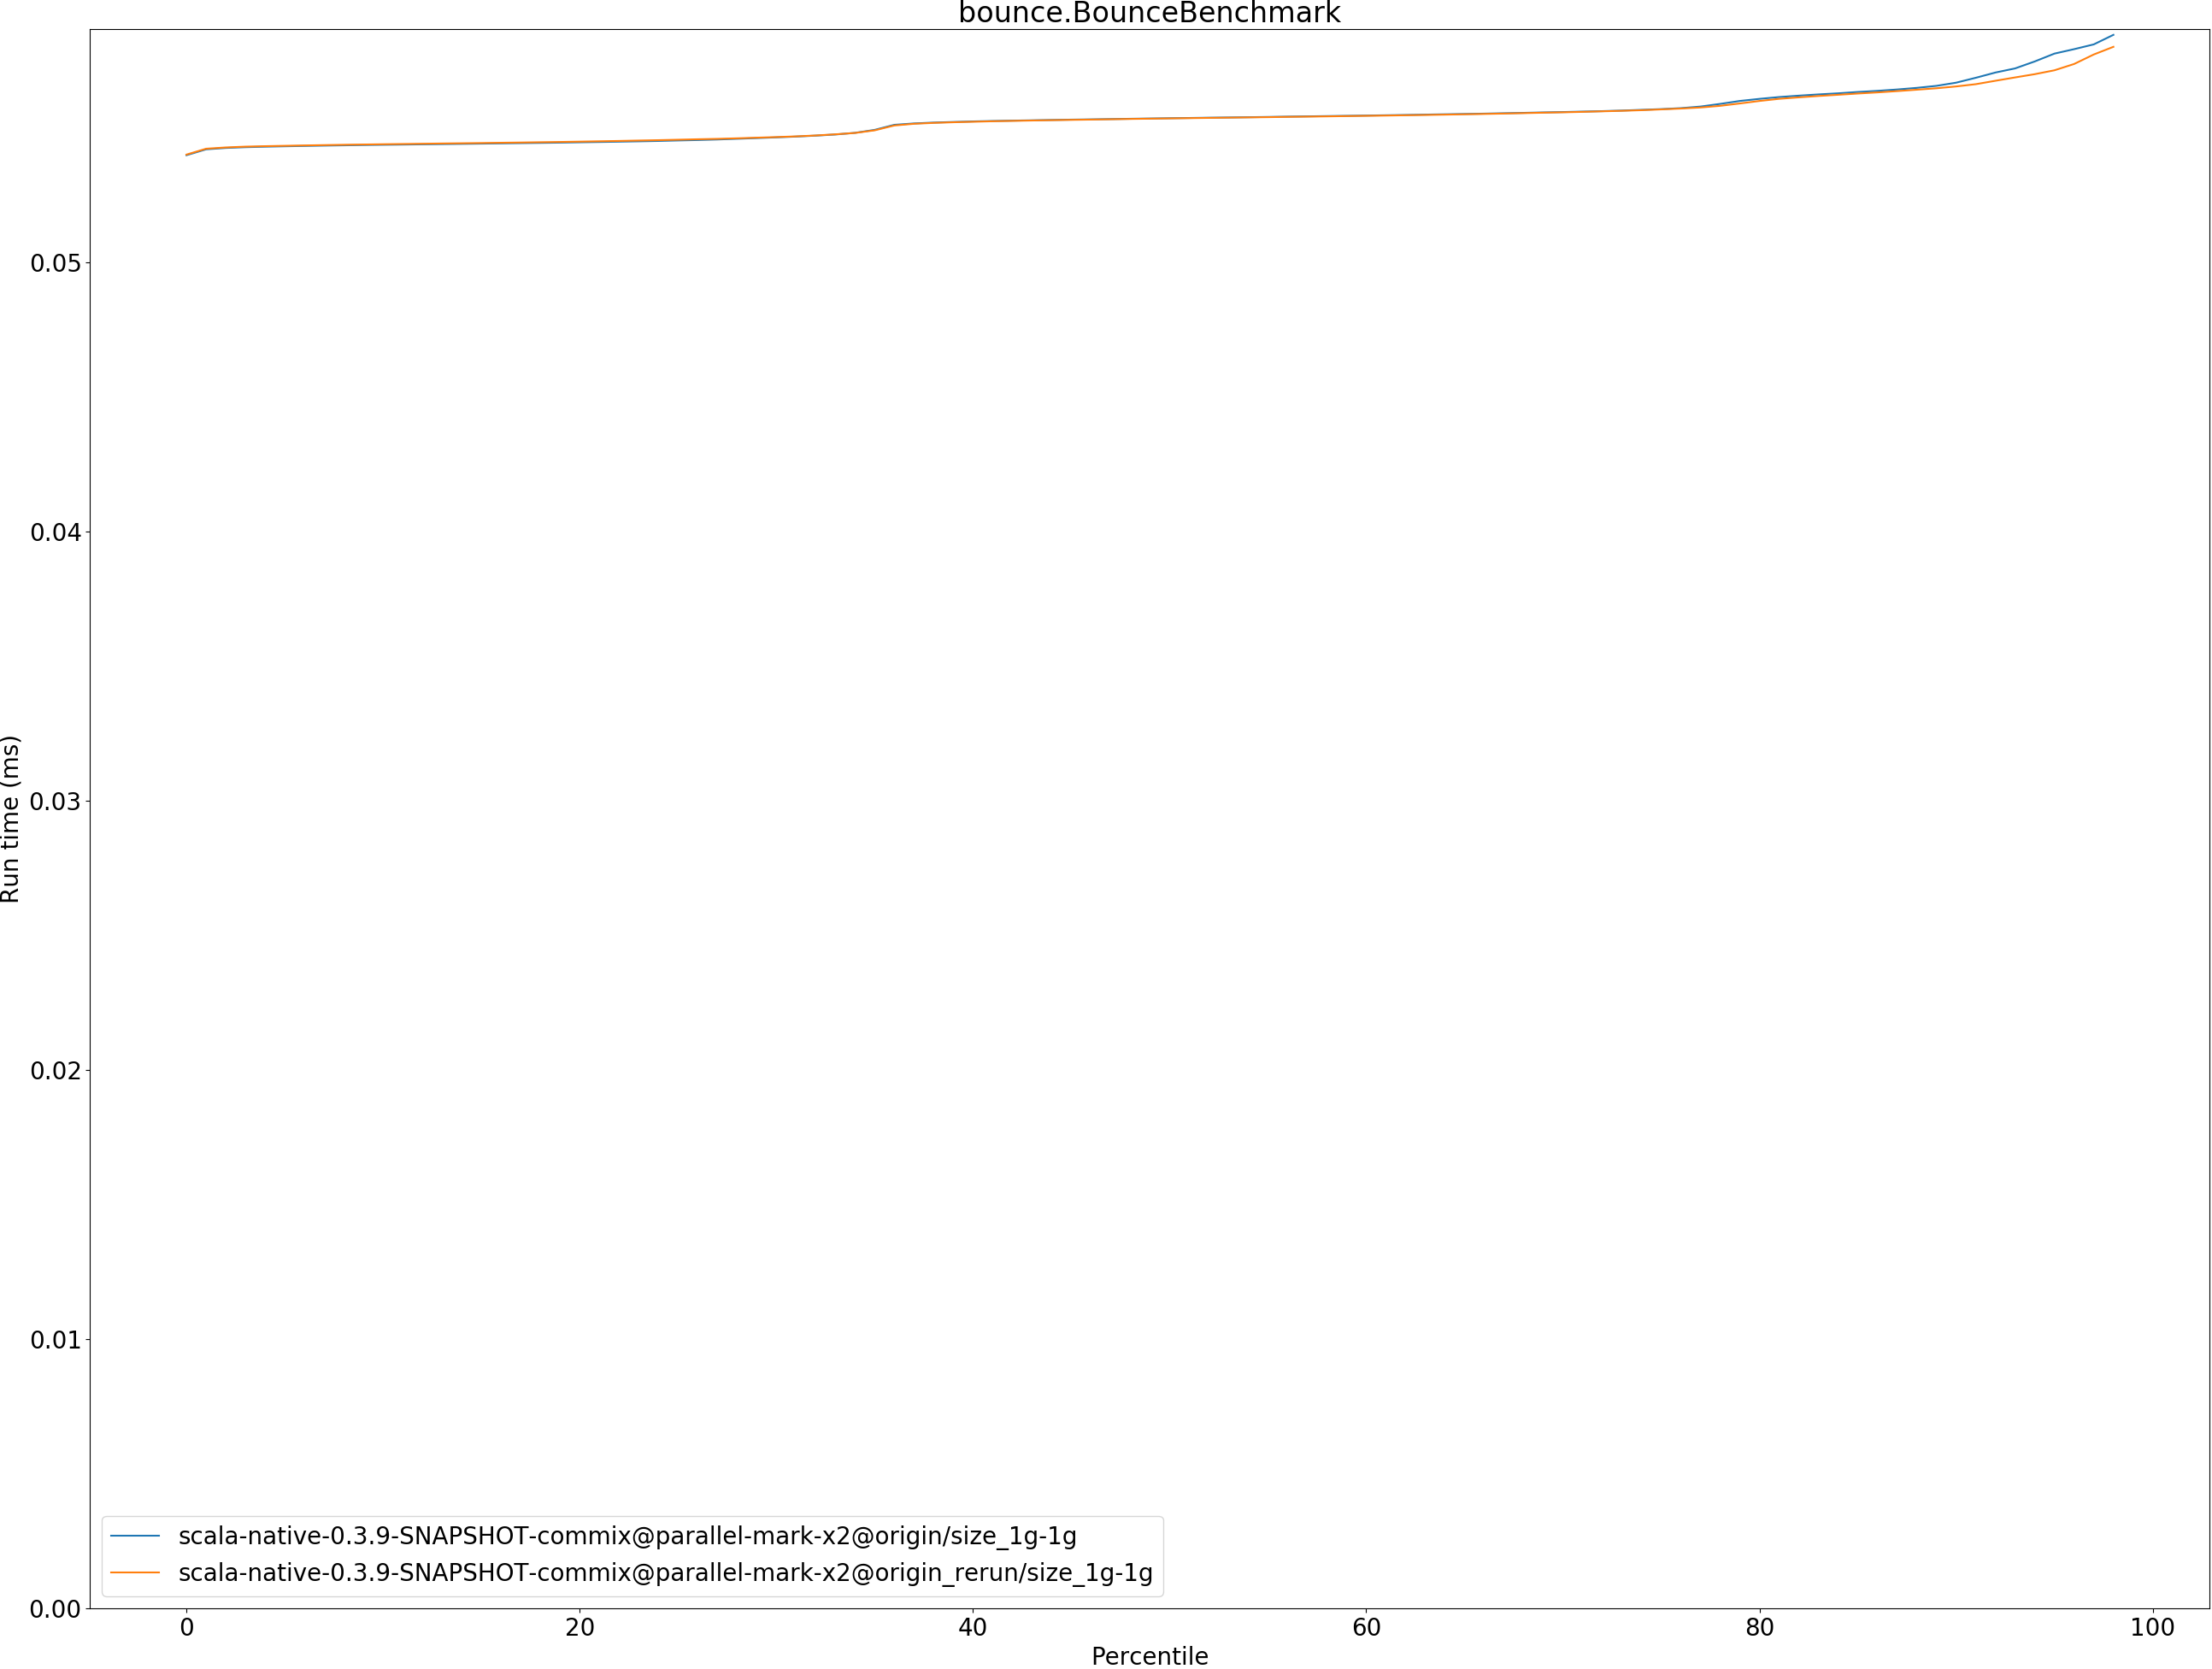 bounce.BounceBenchmark
Run time (ms)
0.05
0.04
0.03
0.02
0.01
0.00
scala-native-0.3.9-SNAPSHOT-commix@parallel-mark-x2@origin/size_1g-1g
scala-native-0.3.9-SNAPSHOT-commix@parallel-mark-x2@origin_rerun/size_1g-1g
0 20 40 60 80 100
Percentile